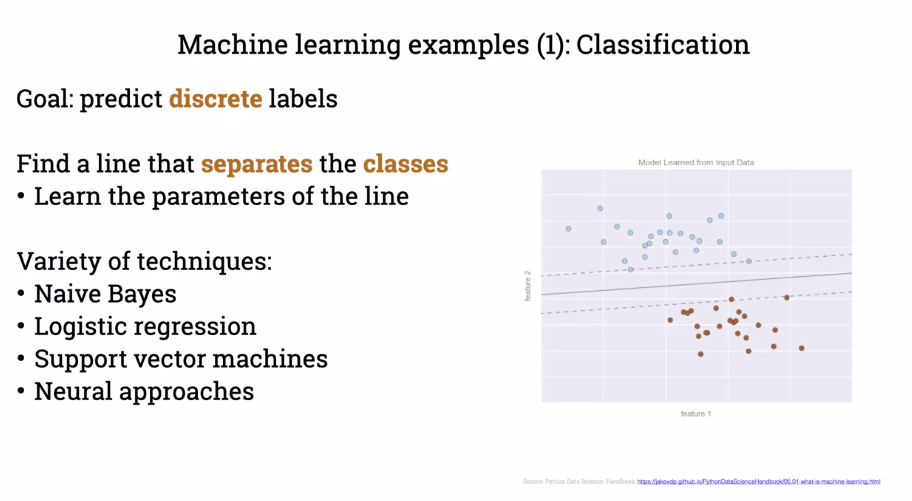 Machine learning examples (1): Classification
Goal: predict discrete labels
Find a line that separates the classes
• Learn the parameters of the line
Variety of techniques:
• Naive Bayes
• Logistic regression
• Support vector machines
• Neural approaches
Model Learned from Input Data
feature 2
feature 1
Source: Python Data Science Handbook: https://jakevdp.github.io/PythonDataScienceHandbook/05.01-what-is-machine-learning.html